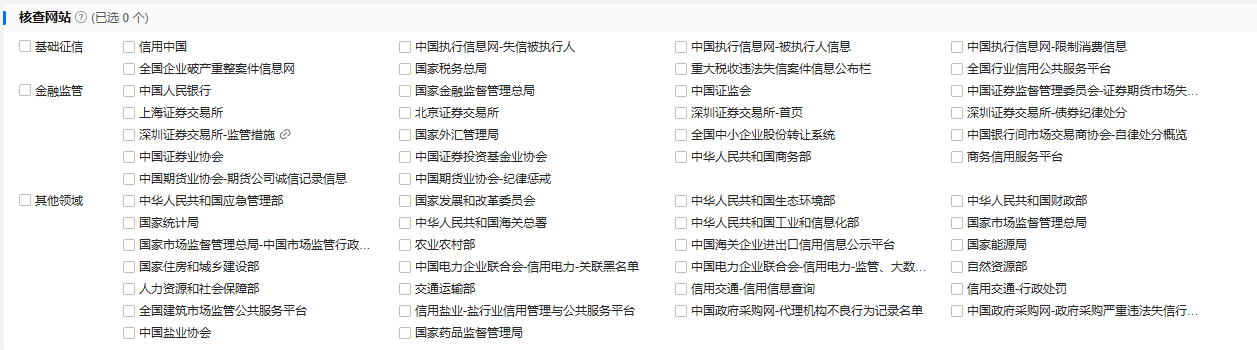 核查网站 (已选 0 个)
基础征信 信用中国 中国执行信息网-失信被执行人 中国执行信息网-被执行人信息 中国执行信息网-限制消费信息
全国企业破产重整案件信息网 国家税务总局 重大税收违法失信案件信息公布栏 全国行业信用公共服务平台
金融监管 中国人民银行 国家金融监督管理总局 中国证监会 中国证券监督管理委员会-证券期货市场失...
上海证券交易所 北京证券交易所 深圳证券交易所-首页 深圳证券交易所-债券纪律处分
深圳证券交易所-监管措施 国家外汇管理局 全国中小企业股份转让系统 中国银行间市场交易商协会-自律处分概览
中国证券业协会 中国证券投资基金业协会 中华人民共和国商务部 商务信用服务平台
中国期货业协会-期货公司诚信记录信息 中国期货业协会-纪律惩戒
其他领域 中华人民共和国应急管理部 国家发展和改革委员会 中华人民共和国生态环境部 中华人民共和国财政部
国家统计局 中华人民共和国海关总署 中华人民共和国工业和信息化部 国家市场监督管理总局
国家市场监督管理总局-中国市场监管行政... 农业农村部 中国海关企业进出口信用信息公示平台 国家能源局
国家住房和城乡建设部 中国电力企业联合会-信用电力-关联黑名单 中国电力企业联合会-信用电力-监管、大数... 自然资源部
人力资源和社会保障部 交通运输部 信用交通-信用信息查询 信用交通-行政处罚
全国建筑市场监管公共服务平台 信用盐业-盐行业信用管理与公共服务平台 中国政府采购网-代理机构不良行为记录名单 中国政府采购网-政府采购严重违法失信行...
中国盐业协会 国家药品监督管理局